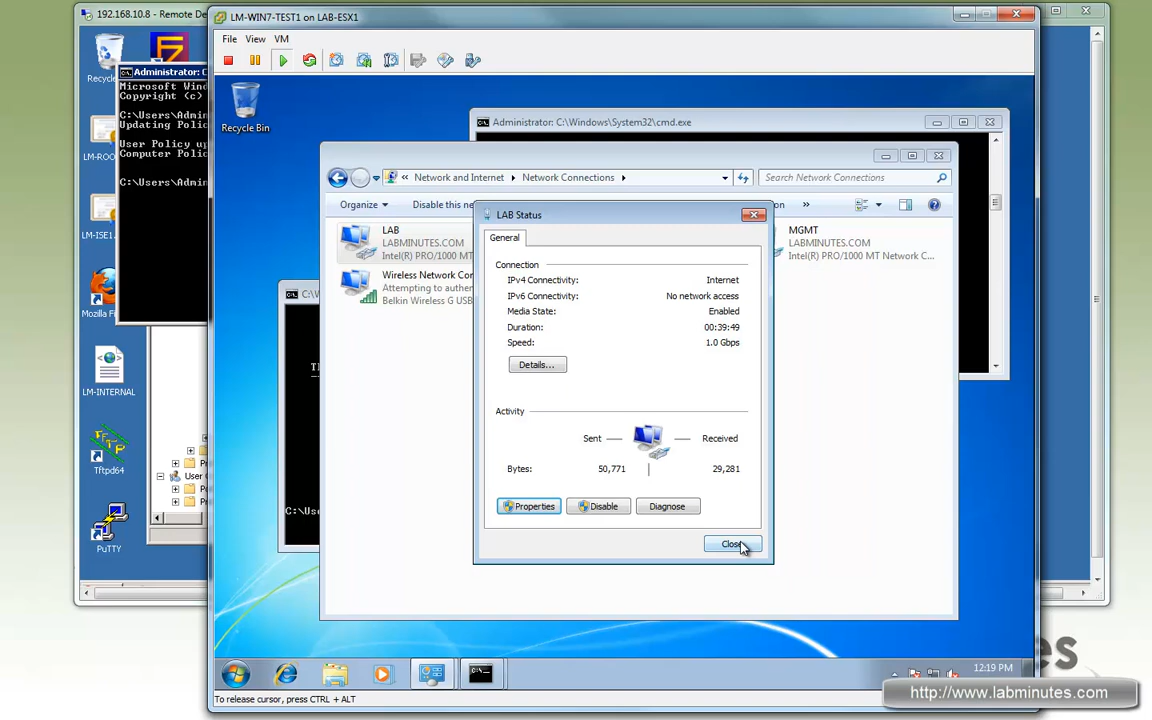 192.168.10.8 - Remote De
LM-WIN7-TEST1 on LAB-ESX1
File View VM
Recycle Bin
Administrator: C:\Windows\System32\cmd.exe
Administrator: C
Microsoft Wind
Copyright (c)
C:\Users\Admin
Updating Polic
User Policy up
Computer Polic
C:\Users\Admin
Network and Internet
Network Connections
Search Network Connections
Organize
Disable this ne
LAB
LABMINUTES.COM
Intel(R) PRO/1000 MT
Wireless Network Con
Attempting to authen
Belkin Wireless G USB
MGMT
LABMINUTES.COM
Intel(R) PRO/1000 MT Network C...
LAB Status
General
Connection
IPv4 Connectivity: Internet
IPv6 Connectivity: No network access
Media State: Enabled
Duration: 00:39:49
Speed: 1.0 Gbps
Details...
Activity
Sent
Received
Bytes: 50,771 29,281
Properties
Disable
Diagnose
Recycl
LM-ROO
LM-ISE1.
Mozilla Fi
LM-INTERNAL
Tftpd64
PuTTY
User C
C:\W
C:\Us
12:19 PM
To release cursor, press CTRL + ALT
es
http://www.labminutes.com